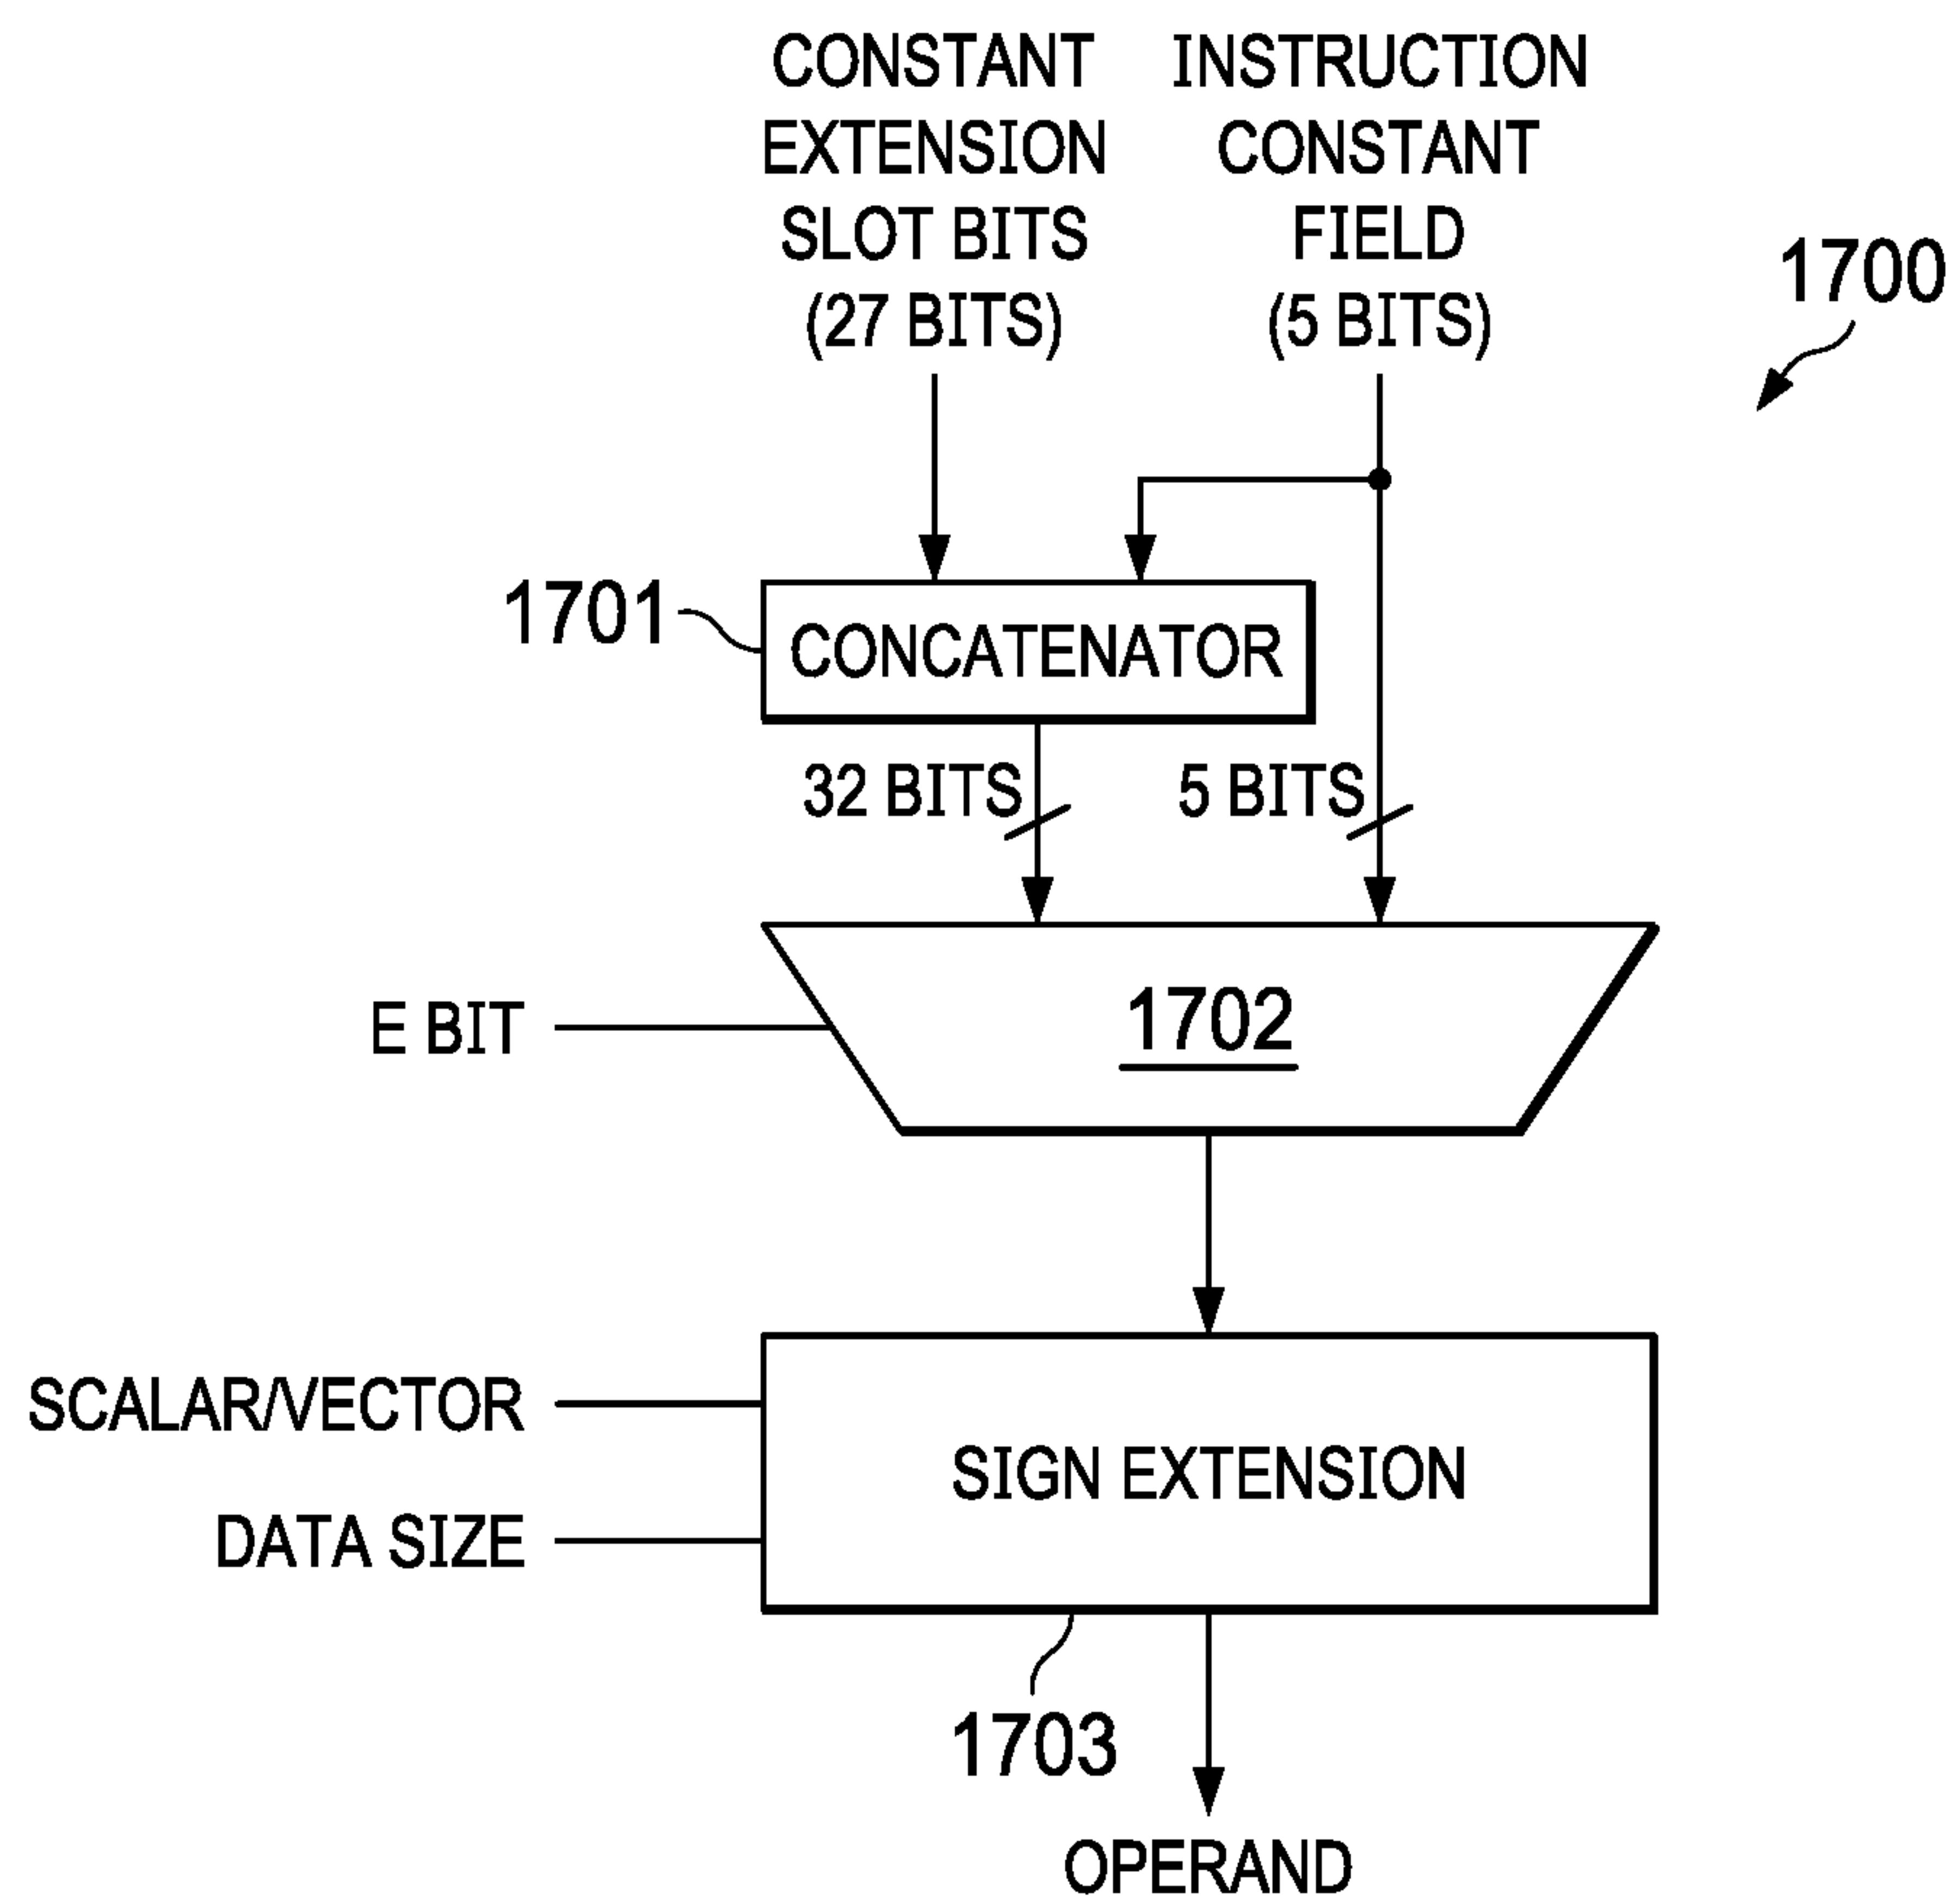 CONSTANT
EXTENSION
SLOT BITS
(27 BITS)
INSTRUCTION
CONSTANT
FIELD
(5 BITS)
1700
1701
CONCATENATOR
32 BITS
5 BITS
E BIT
1702
SCALAR/VECTOR
SIGN EXTENSION
DATA SIZE
1703
OPERAND